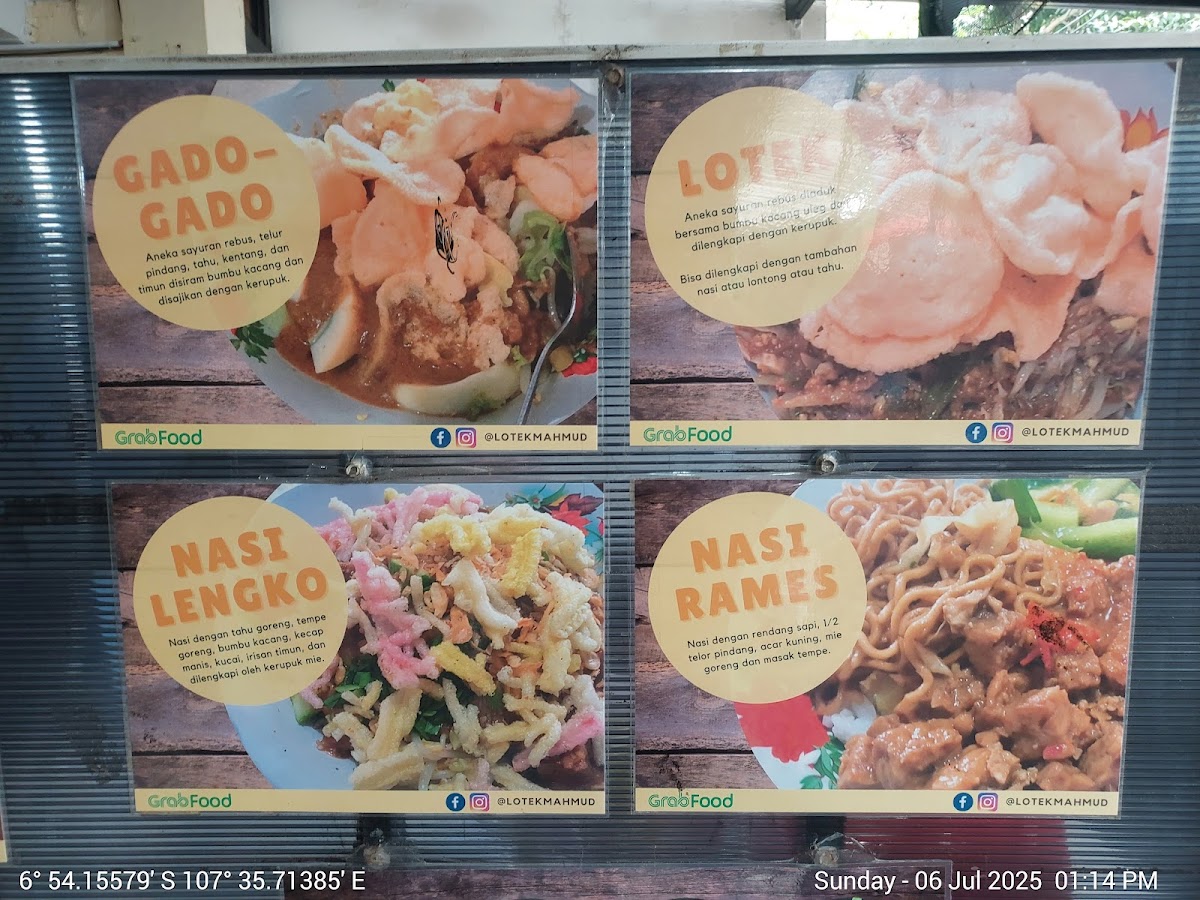 GADO-
GADO
Aneka sayuran rebus, telur
pindang, tahu, kentang, dan
timun disiram bumbu kacang dan
disajikan dengan kerupuk.
GrabFood
@LOTEKMAHMUD
LOTEK
Aneka sayuran rebus diaduk
bersama bumbu kacang uleg dan
dilengkapi dengan kerupuk.
Bisa dilengkapi dengan tambahan
nasi atau lontong atau tahu.
GrabFood
@LOTEKMAHMUD
NASI
LENGKO
Nasi dengan tahu goreng, tempe
goreng, bumbu kacang, kecap
manis, kucai, irisan timun, dan
dilengkapi oleh kerupuk mie.
GrabFood
@LOTEKMAHMUD
NASI
RAMES
Nasi dengan rendang sapi, 1/2
telor pindang, acar kuning, mie
goreng dan masak tempe.
GrabFood
@LOTEKMAHMUD
6° 54.15579' S 107° 35.71385' E
Sunday - 06 Jul 2025 01:14 PM